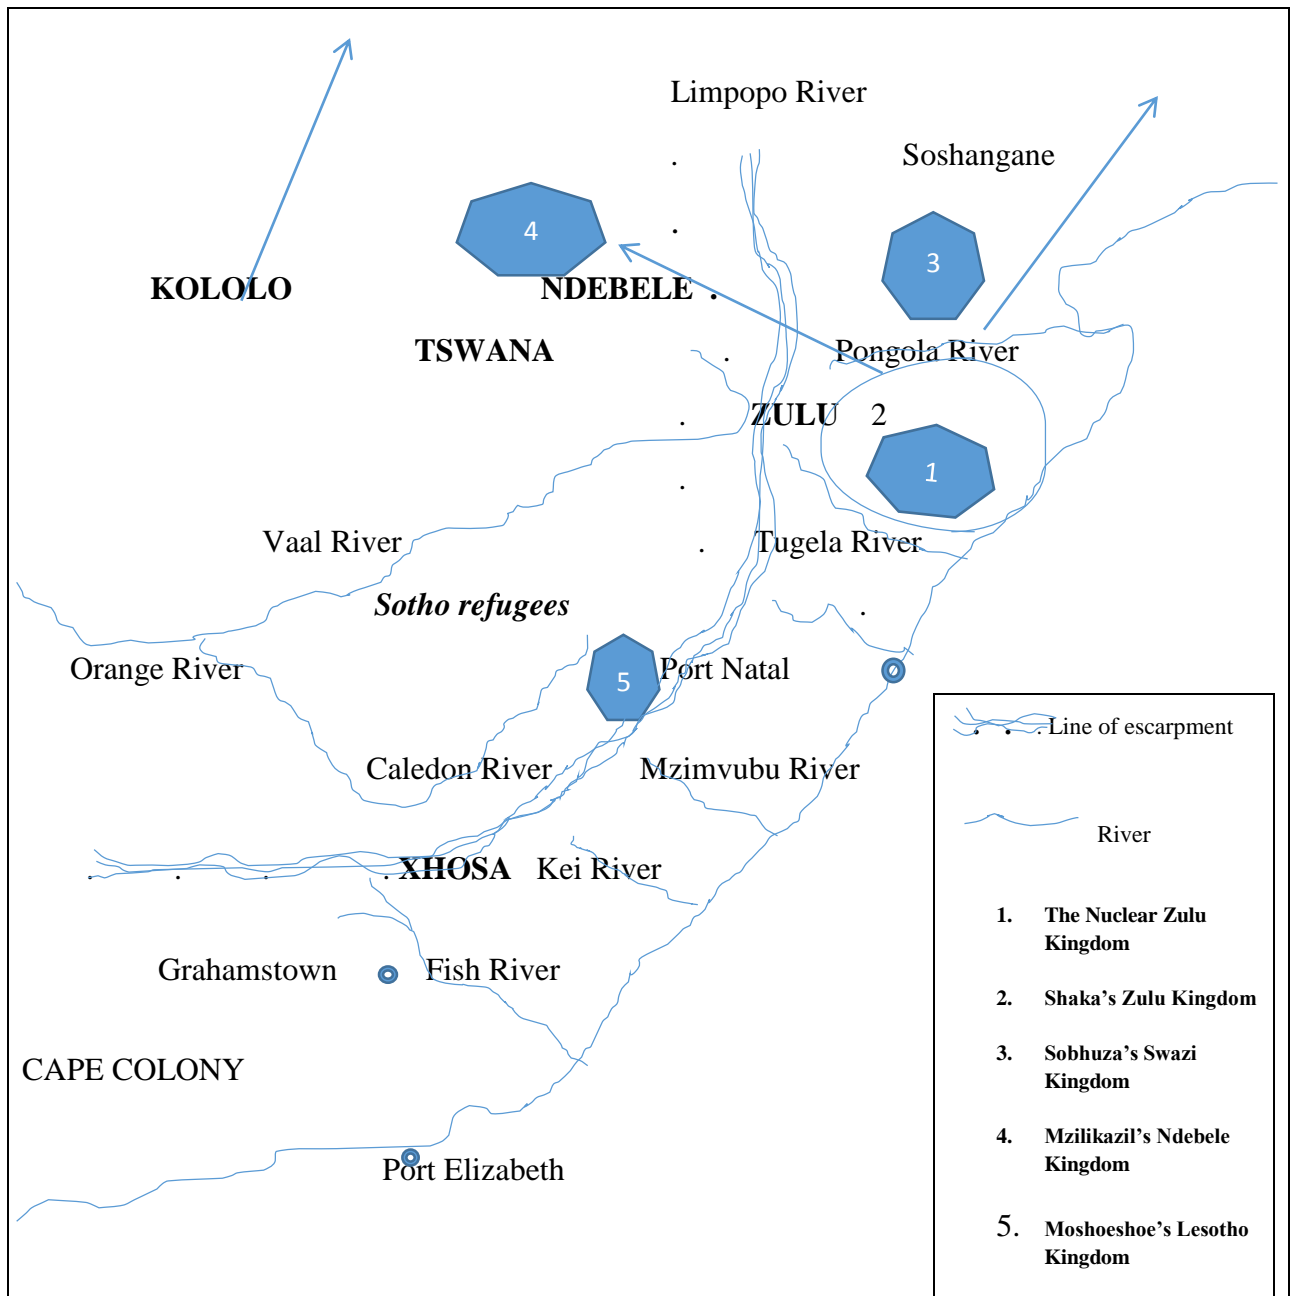 Limpopo River
Soshangane
4
3
KOLOLO
NDEBELE .
TSWANA
Pongola River
ZULU 2
1
Vaal River
Tugela River
Sotho refugees
Orange River
5
Port Natal
Line of escarpment
Caledon River
Mzimvubu River
River
XHOSA Kei River
1. The Nuclear Zulu
Kingdom
Grahamstown
Fish River
2. Shaka’s Zulu Kingdom
CAPE COLONY
3. Sobhuza’s Swazi
Kingdom
4. Mzilikazil’s Ndebele
Kingdom
Port Elizabeth
5. Moshoeshoe’s Lesotho
Kingdom